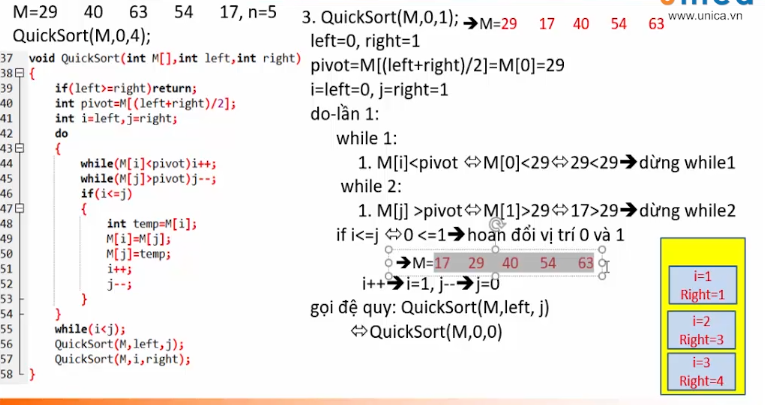 M=29 40 63 54 17, n=5
QuickSort(M,0,4);
37 void QuickSort(int M[],int left,int right)
38 {
39 if(left>=right)return;
40 int pivot=M[(left+right)/2];
41 int i=left,j=right;
42 do
43 {
44 while(M[i]<pivot)i++;
45 while(M[j]>pivot)j--;
46 if(i<=j)
47 {
48 int temp=M[i];
49 M[i]=M[j];
50 M[j]=temp;
51 i++;
52 j--;
53 }
54 }
55 while(i<j);
56 QuickSort(M,left,j);
57 QuickSort(M,i,right);
58 }
3. QuickSort(M,0,1); ➔M=29 17 40 54 63
left=0, right=1
pivot=M[(left+right)/2]=M[0]=29
i=left=0, j=right=1
do-lần 1:
while 1:
1. M[i]<pivot ⇔M[0]<29⇔29<29➔dừng while1
while 2:
1. M[j] >pivot⇔M[1]>29⇔17>29➔dừng while2
if i<=j ⇔0 <=1➔hoán đổi vị trí 0 và 1
➔M=17 29 40 54 63
i++➔i=1, j--➔j=0
gọi đệ quy: QuickSort(M,left, j)
⇔QuickSort(M,0,0)
www.unica.vn
i=1
Right=1
i=2
Right=3
i=3
Right=4